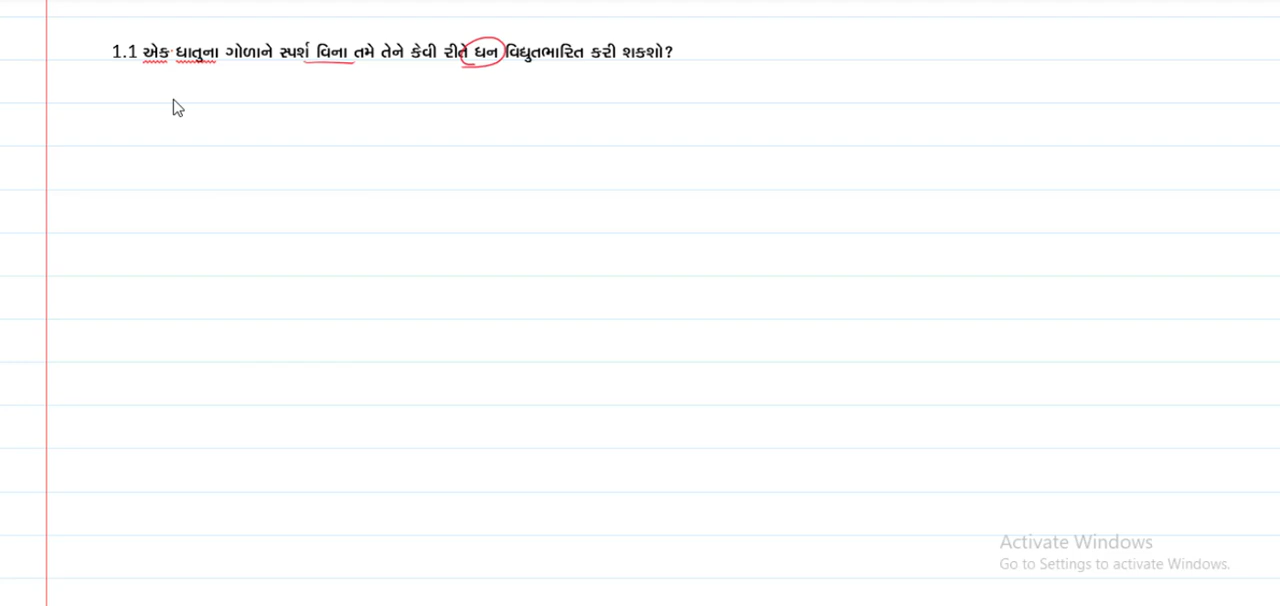 1.1 એક ધાતુના ગોળાને સ્પર્શ વિના તમે તેને કેવી રીતે ધન વિદ્યુતભારિત કરી શકશો?
Activate Windows
Go to Settings to activate Windows.